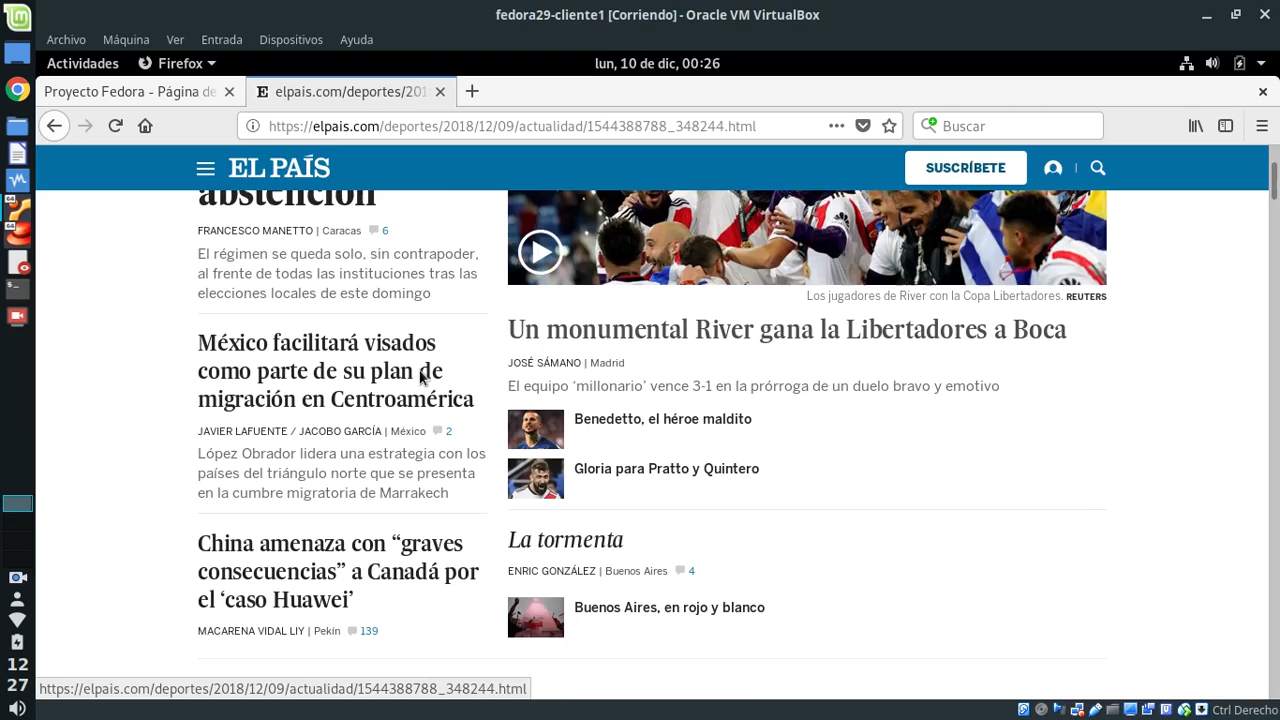 fedora29-cliente1 [Corriendo] - Oracle VM VirtualBox
Archivo Máquina Ver Entrada Dispositivos Ayuda
Actividades Firefox lun, 10 de dic, 00:26
Proyecto Fedora - Página de
elpais.com/deportes/201
https://elpais.com/deportes/2018/12/09/actualidad/1544388788_348244.html
Buscar
EL PAÍS
SUSCRÍBETE
abstención
FRANCESCO MANETTO | Caracas 6
El régimen se queda solo, sin contrapoder,
al frente de todas las instituciones tras las
elecciones locales de este domingo
México facilitará visados
como parte de su plan de
migración en Centroamérica
JAVIER LAFUENTE / JACOBO GARCÍA | México 2
López Obrador lidera una estrategia con los
países del triángulo norte que se presenta
en la cumbre migratoria de Marrakech
China amenaza con “graves
consecuencias” a Canadá por
el ‘caso Huawei’
MACARENA VIDAL LIY | Pekín 139
Los jugadores de River con la Copa Libertadores. REUTERS
Un monumental River gana la Libertadores a Boca
JOSÉ SÁMANO | Madrid
El equipo ‘millonario’ vence 3-1 en la prórroga de un duelo bravo y emotivo
Benedetto, el héroe maldito
Gloria para Pratto y Quintero
La tormenta
ENRIC GONZÁLEZ | Buenos Aires 4
Buenos Aires, en rojo y blanco
https://elpais.com/deportes/2018/12/09/actualidad/1544388788_348244.html
12
27
Ctrl Derecho